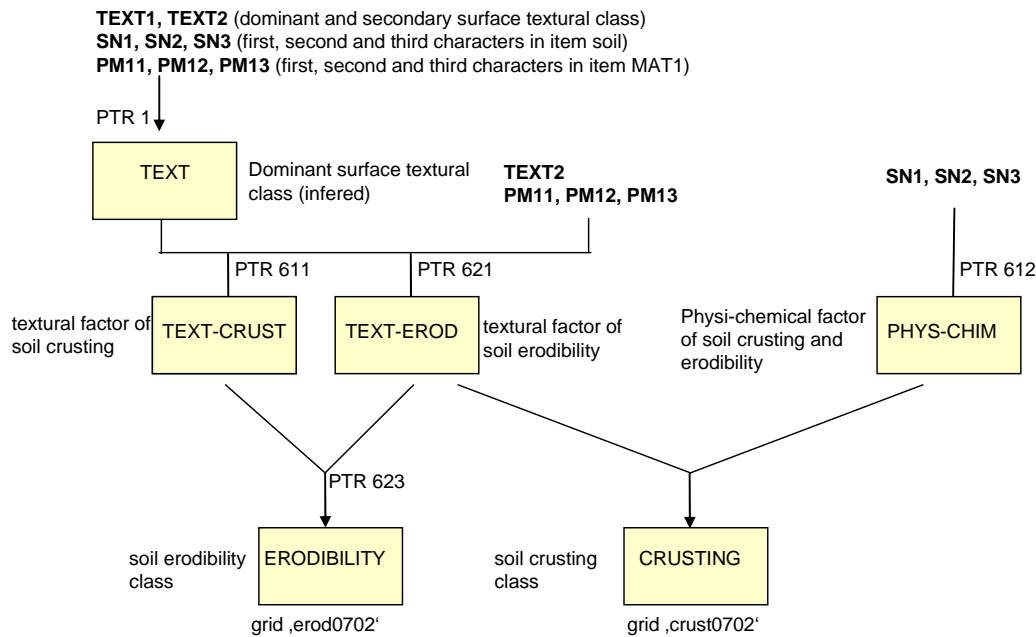 TEXT1, TEXT2 (dominant and secondary surface textural class)
SN1, SN2, SN3 (first, second and third characters in item soil)
PM11, PM12, PM13 (first, second and third characters in item MAT1)
PTR 1
TEXT
Dominant surface textural
class (infered)
TEXT2
PM11, PM12, PM13
SN1, SN2, SN3
PTR 611
PTR 621
PTR 612
textural factor of
soil crusting
TEXT-CRUST
TEXT-EROD
textural factor of
soil erodibility
Physi-chemical factor
of soil crusting and
erodibility
PHYS-CHIM
PTR 623
soil erodibility
class
ERODIBILITY
soil crusting
class
CRUSTING
grid ‚erod0702‘
grid ‚crust0702‘